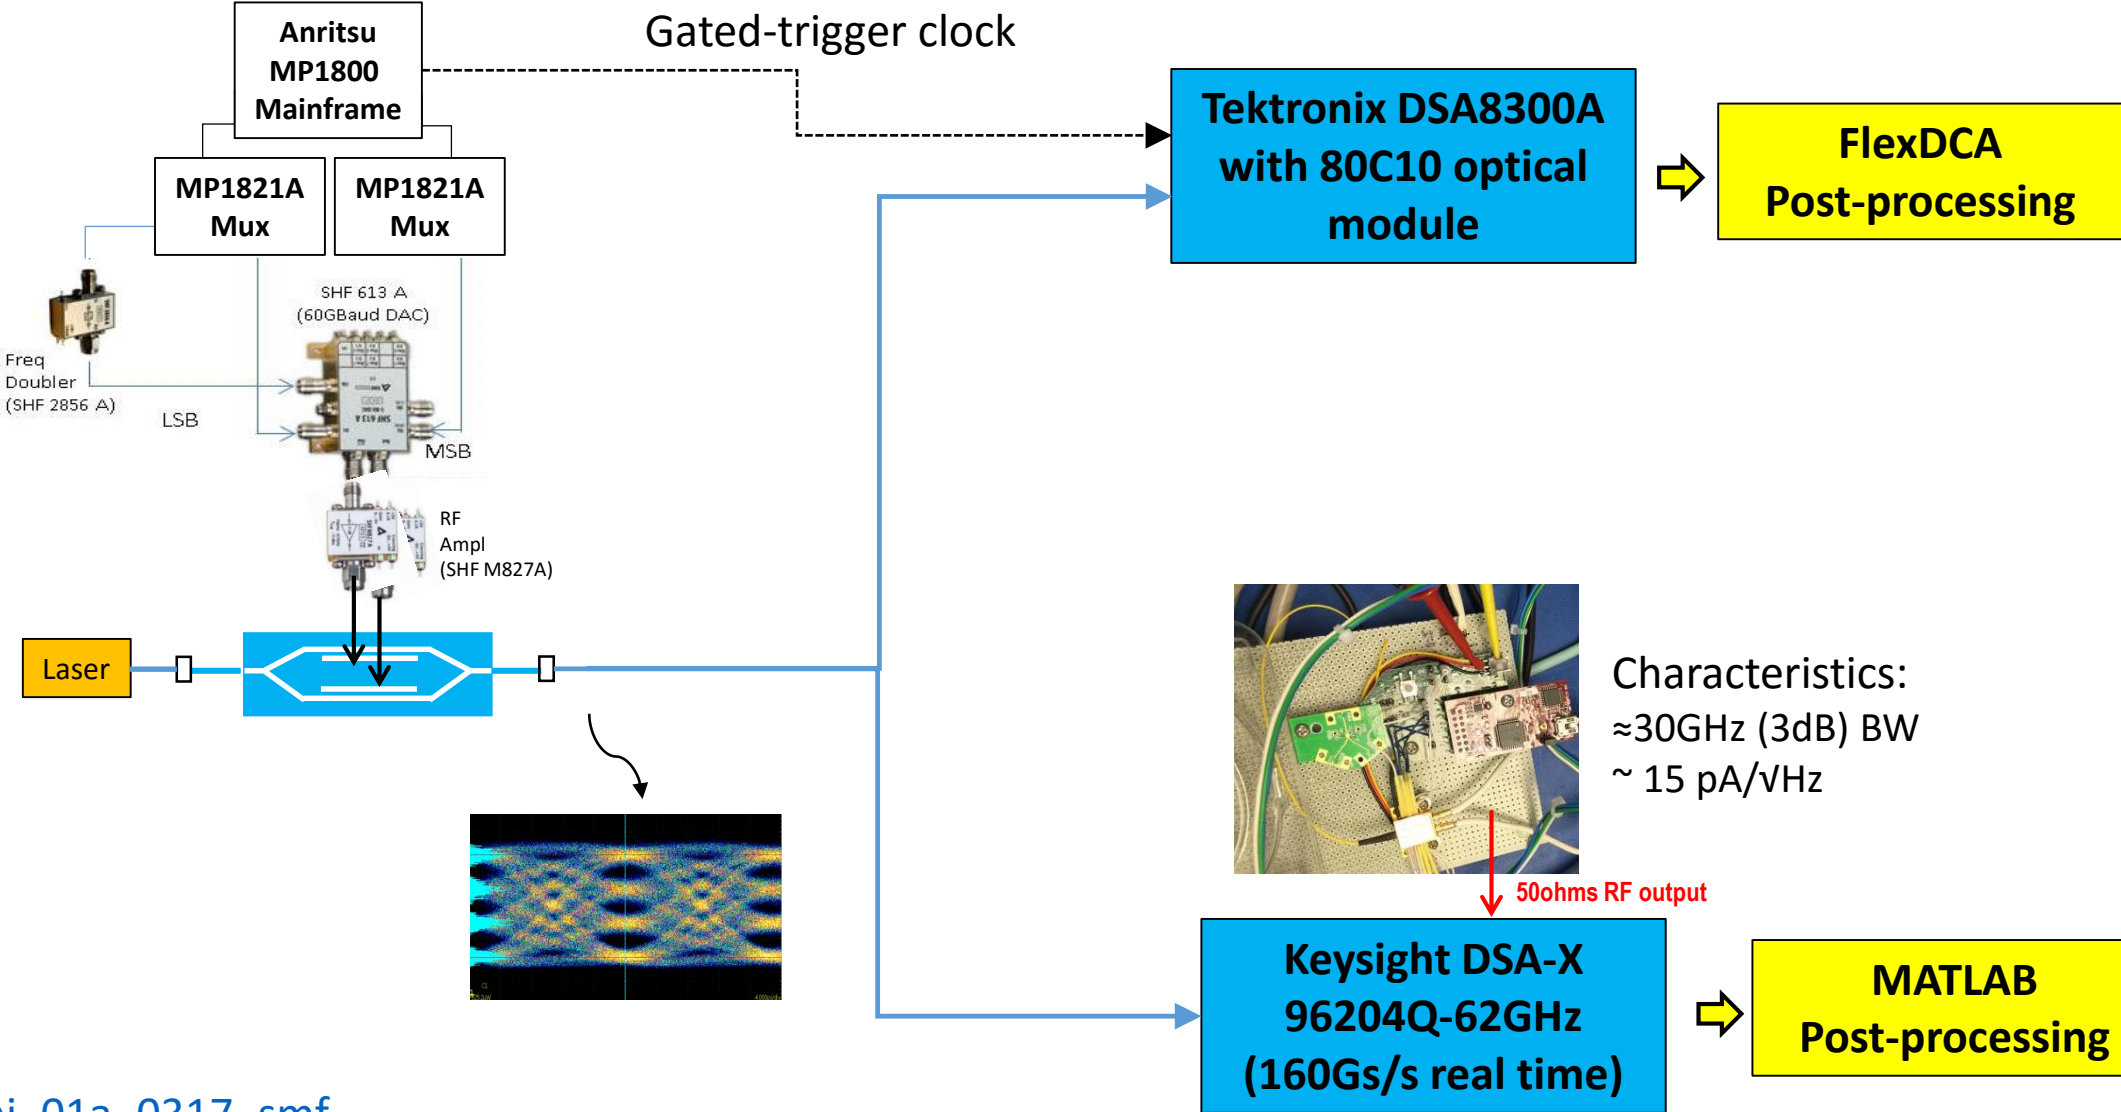 Anritsu
MP1800
Mainframe
Gated-trigger clock
MP1821A
Mux
MP1821A
Mux
Tektronix DSA8300A
with 80C10 optical
module
FlexDCA
Post-processing
SHF 613 A
(60GBaud DAC)
Freq
Doubler
(SHF 2856 A)
LSB
MSB
RF
Ampl
(SHF M827A)
Laser
Characteristics:
≈30GHz (3dB) BW
~ 15 pA/√Hz
50ohms RF output
Keysight DSA-X
96204Q-62GHz
(160Gs/s real time)
MATLAB
Post-processing
01a_0317_smf